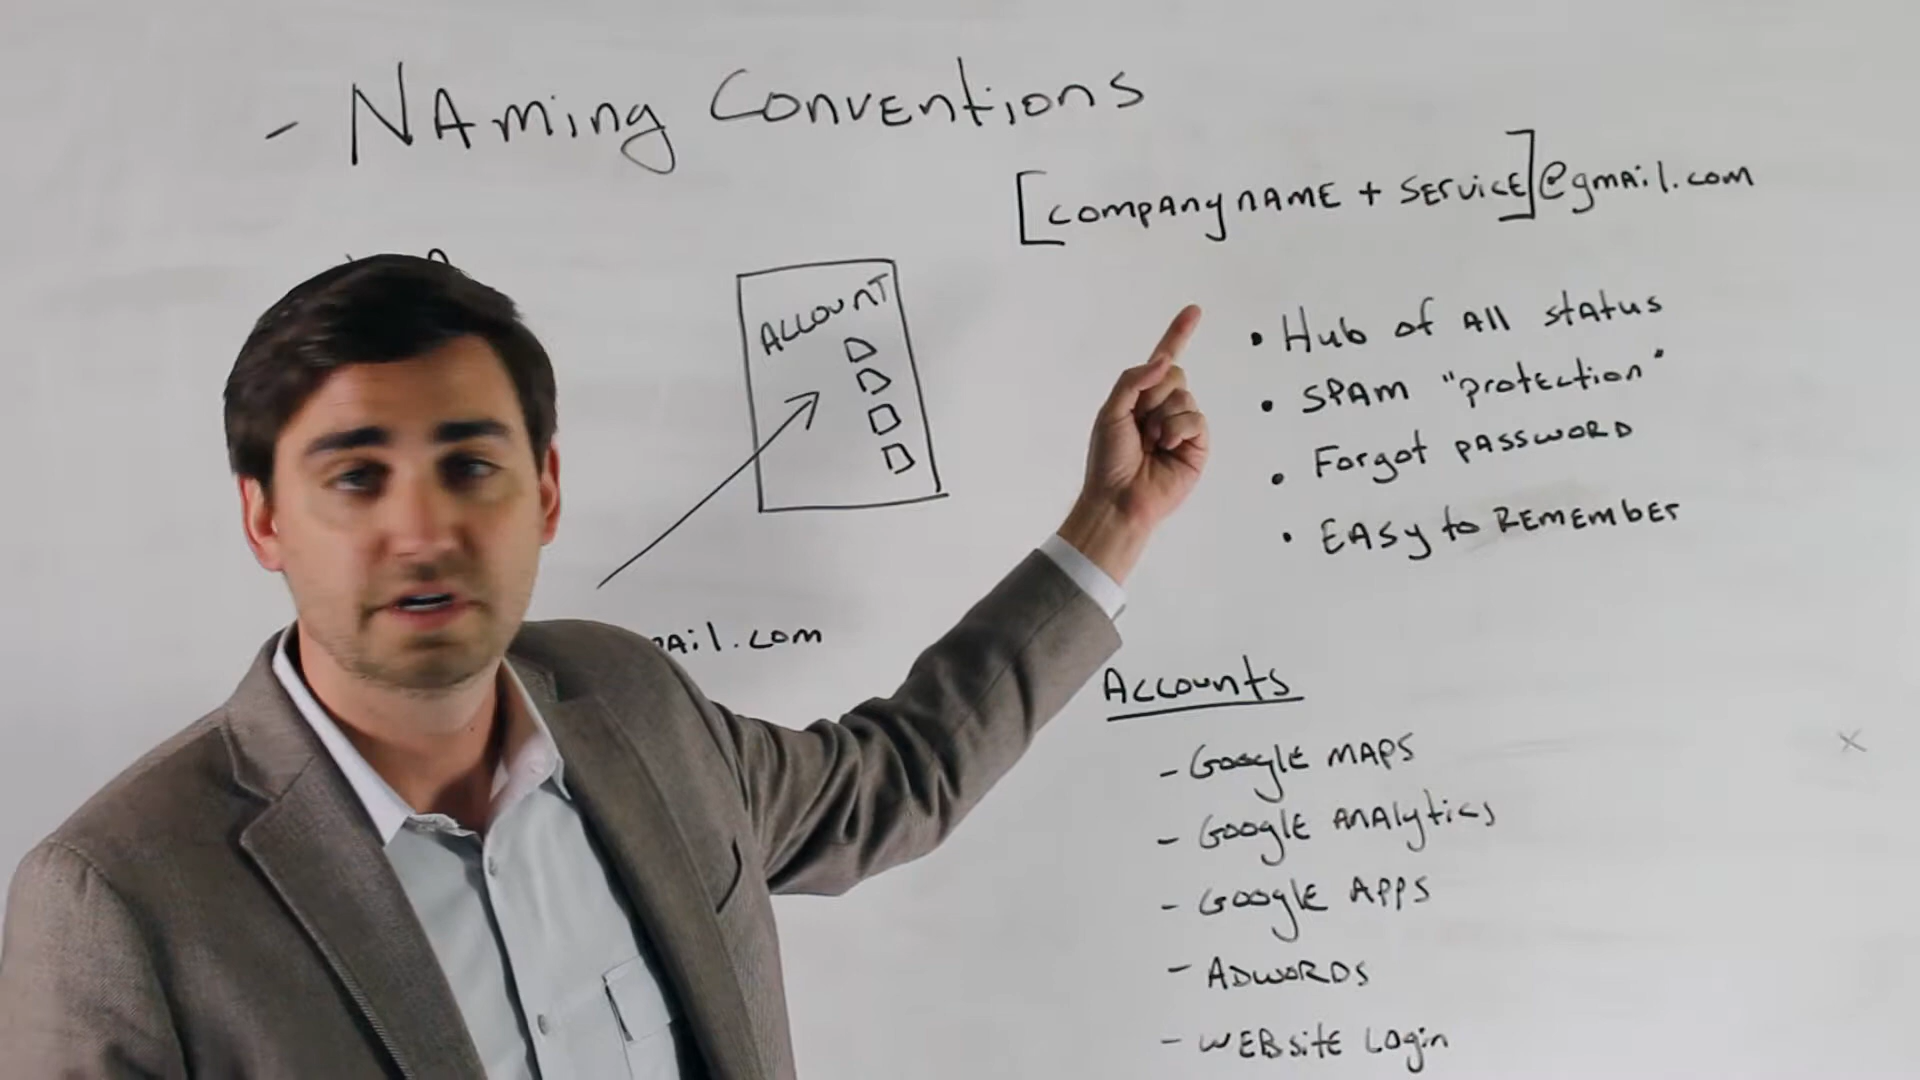 - Naming Conventions
[companyname + service]@gmail.com
Account
• Hub of All status
• SPAM "protection"
• Forgot password
• Easy to Remember
ail.com
Accounts
- Google Maps
- Google Analytics
- Google Apps
- Adwords
- Website Login